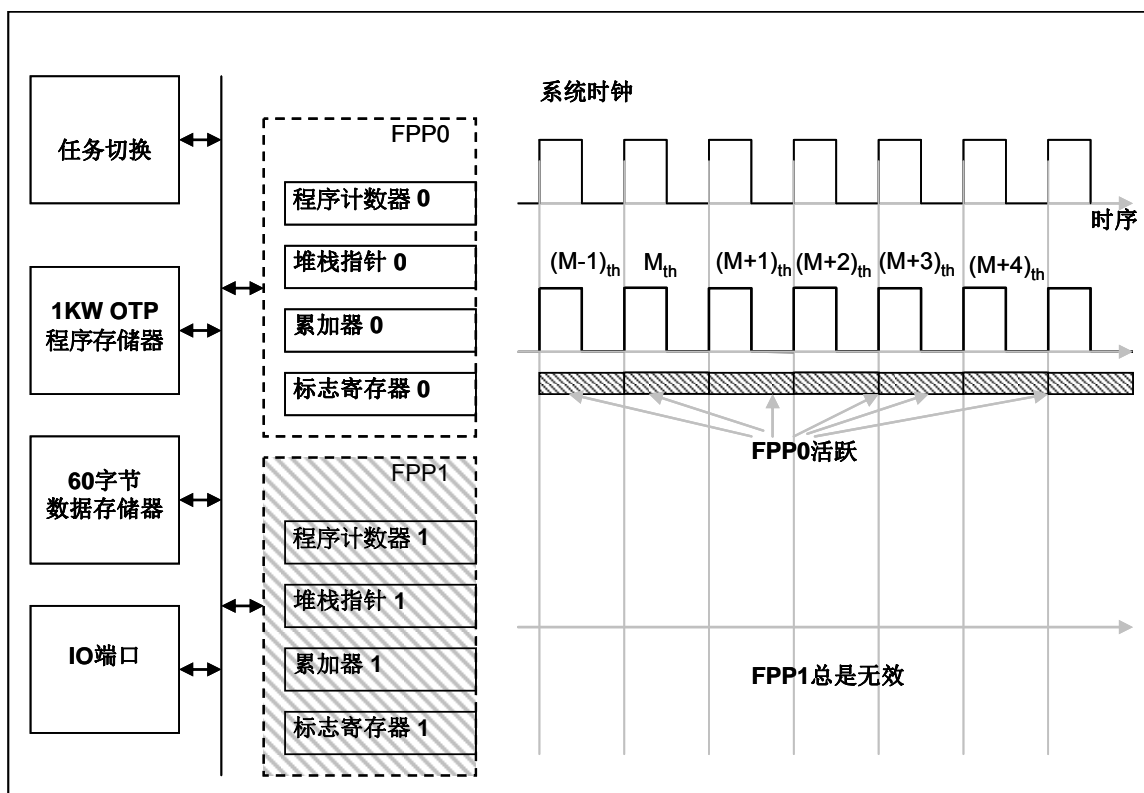 任务切换
1KW OTP
程序存储器
60字节
数据存储器
IO端口
FPP0
程序计数器 0
堆栈指针 0
累加器 0
标志寄存器 0
FPP1
程序计数器 1
堆栈指针 1
累加器 1
标志寄存器 1
系统时钟
时序
(M-1)th Mth (M+1)th (M+2)th (M+3)th (M+4)th
FPP0活跃
FPP1总是无效